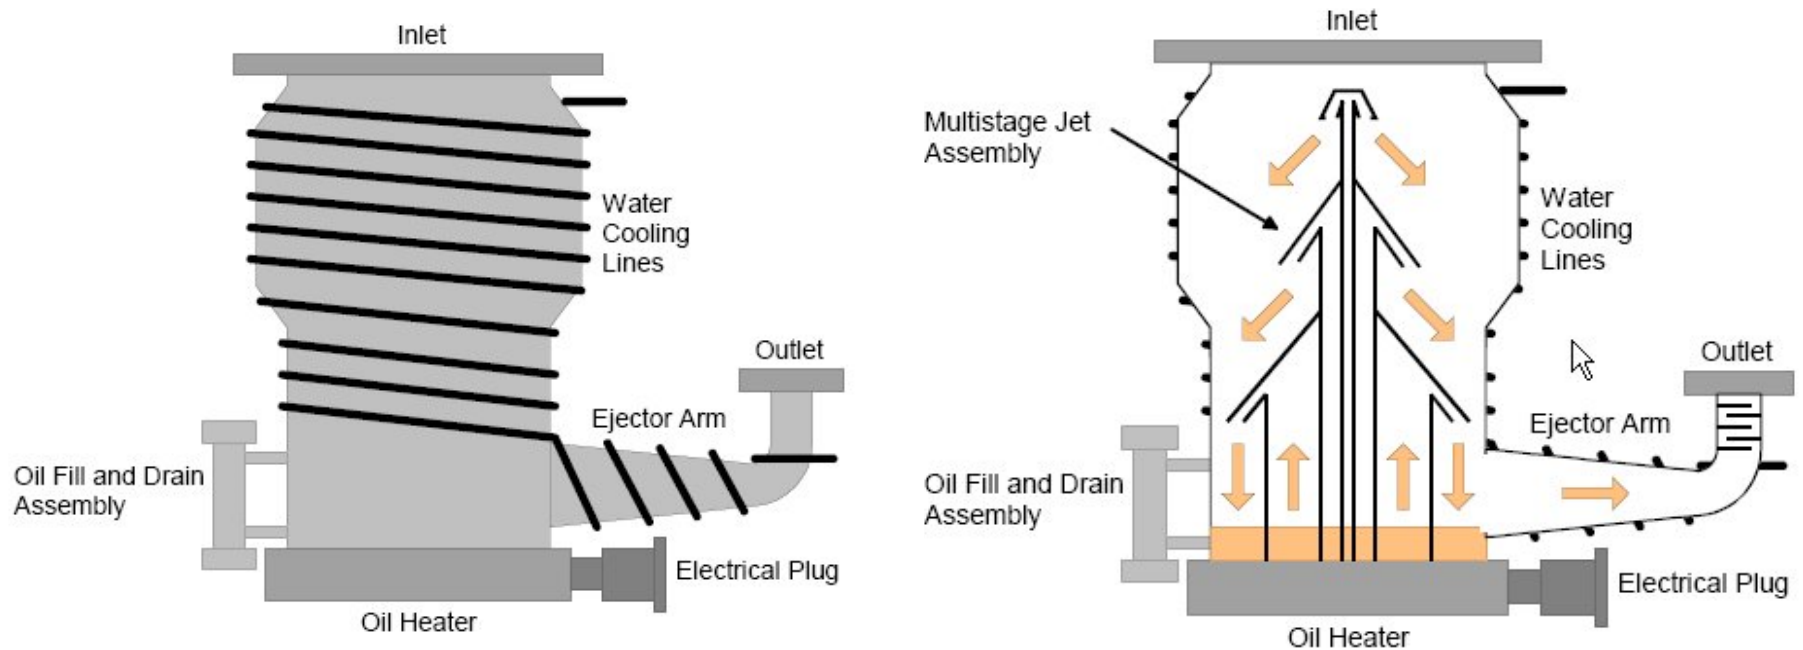 Inlet
Water
Cooling
Lines
Outlet
Ejector Arm
Oil Fill and Drain
Assembly
Electrical Plug
Oil Heater
Inlet
Multistage Jet
Assembly
Water
Cooling
Lines
Outlet
Ejector Arm
Oil Fill and Drain
Assembly
Electrical Plug
Oil Heater